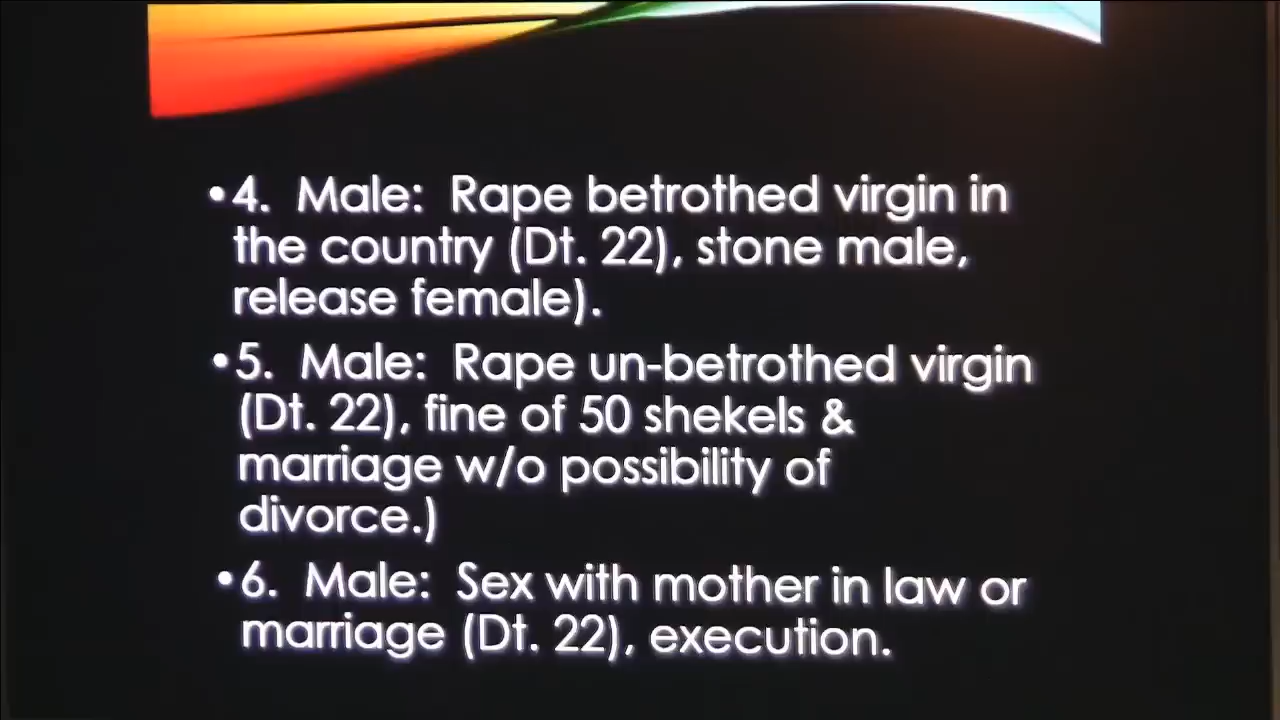 •4. Male: Rape betrothed virgin in
the country (Dt. 22), stone male,
release female).
•5. Male: Rape un-betrothed virgin
(Dt. 22), fine of 50 shekels &
marriage w/o possibility of
divorce.)
•6. Male: Sex with mother in law or
marriage (Dt. 22), execution.